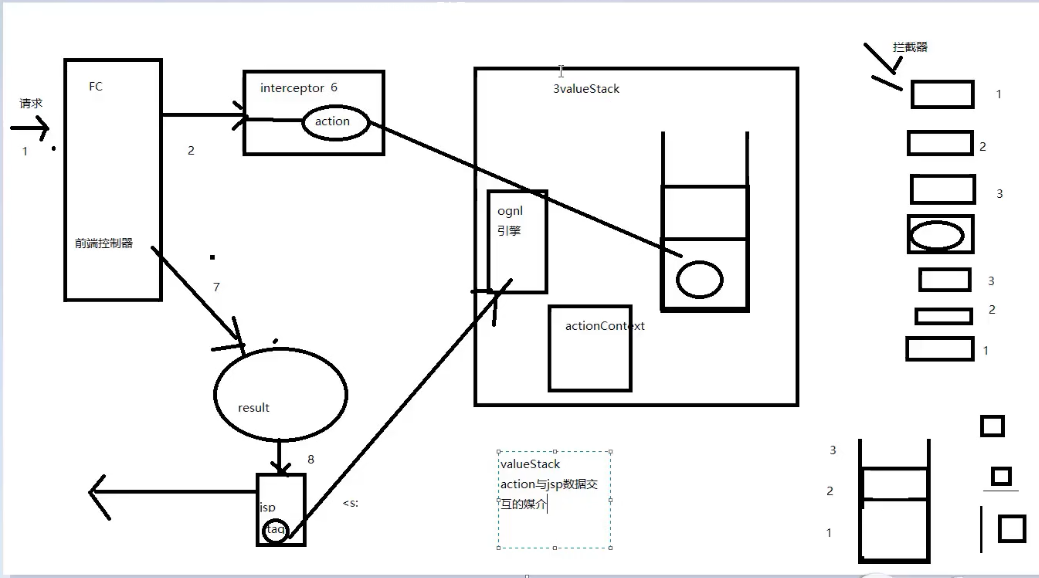 FC
请求
1
前端控制器
2
interceptor 6
action
3valueStack
ognl
引擎
actionContext
7
result
8
jsp
tag
<s:
valueStack
action与jsp数据交
互的媒介
拦截器
1
2
3
3
2
1
3
2
1